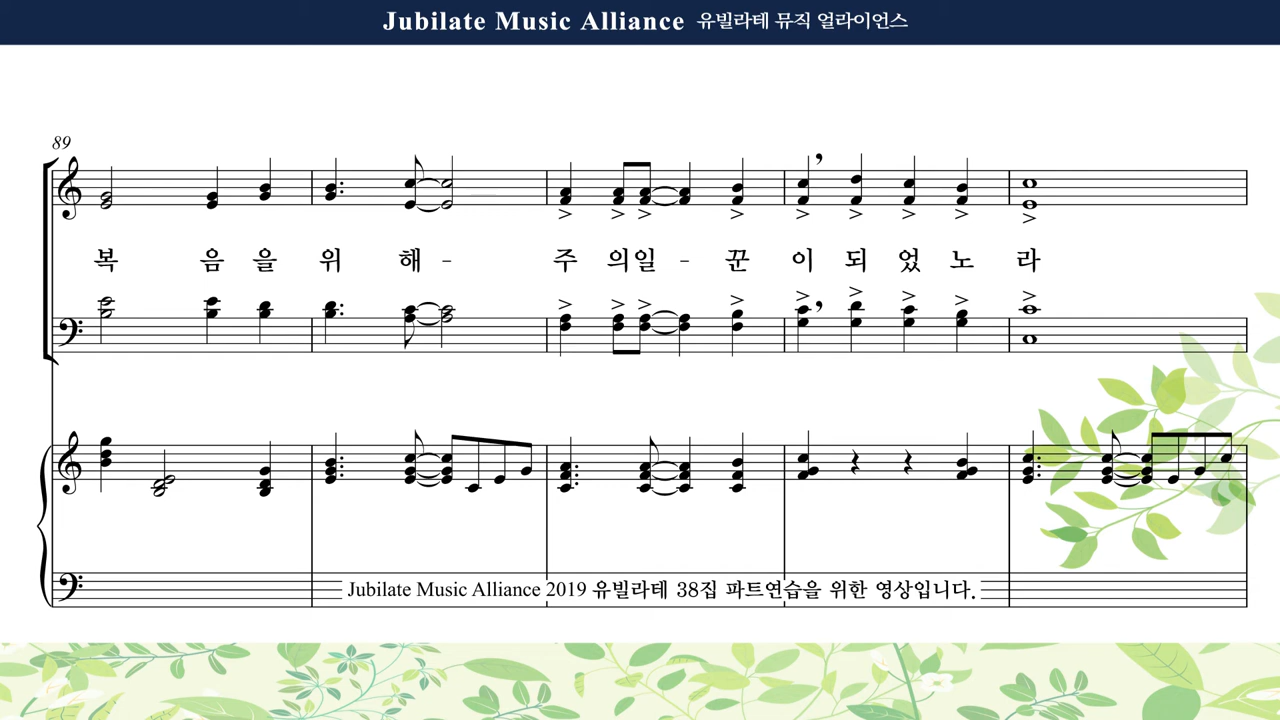 Jubilate Music Alliance 유빌라테 뮤직 얼라이언스
89
복 음 을 위 해 - 주 의일 - 꾼 이 되 었 노 라
Jubilate Music Alliance 2019 유빌라테 38집 파트연습을 위한 영상입니다.